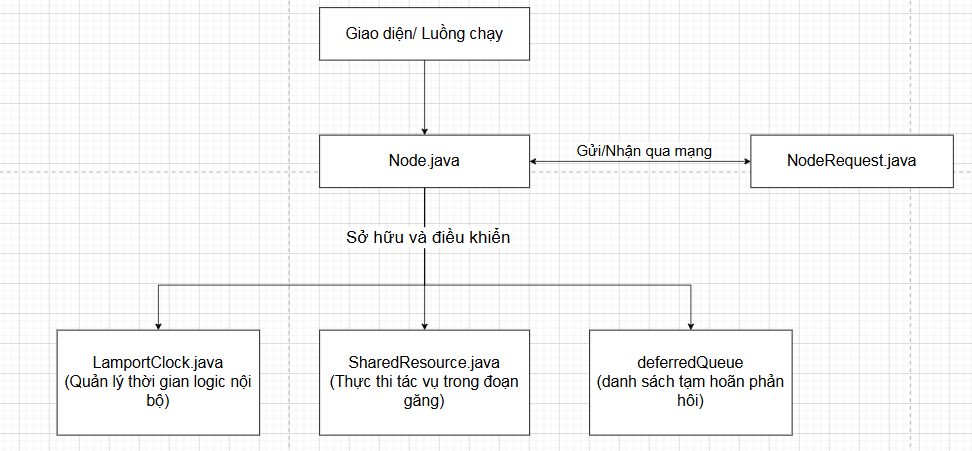 Giao diện/ Luồng chạy
Node.java
Gửi/Nhận qua mạng
NodeRequest.java
Sở hữu và điều khiển
LamportClock.java
(Quản lý thời gian logic nội
bộ)
SharedResource.java
(Thực thi tác vụ trong đoạn
găng)
deferredQueue
(danh sách tạm hoãn phản
hồi)